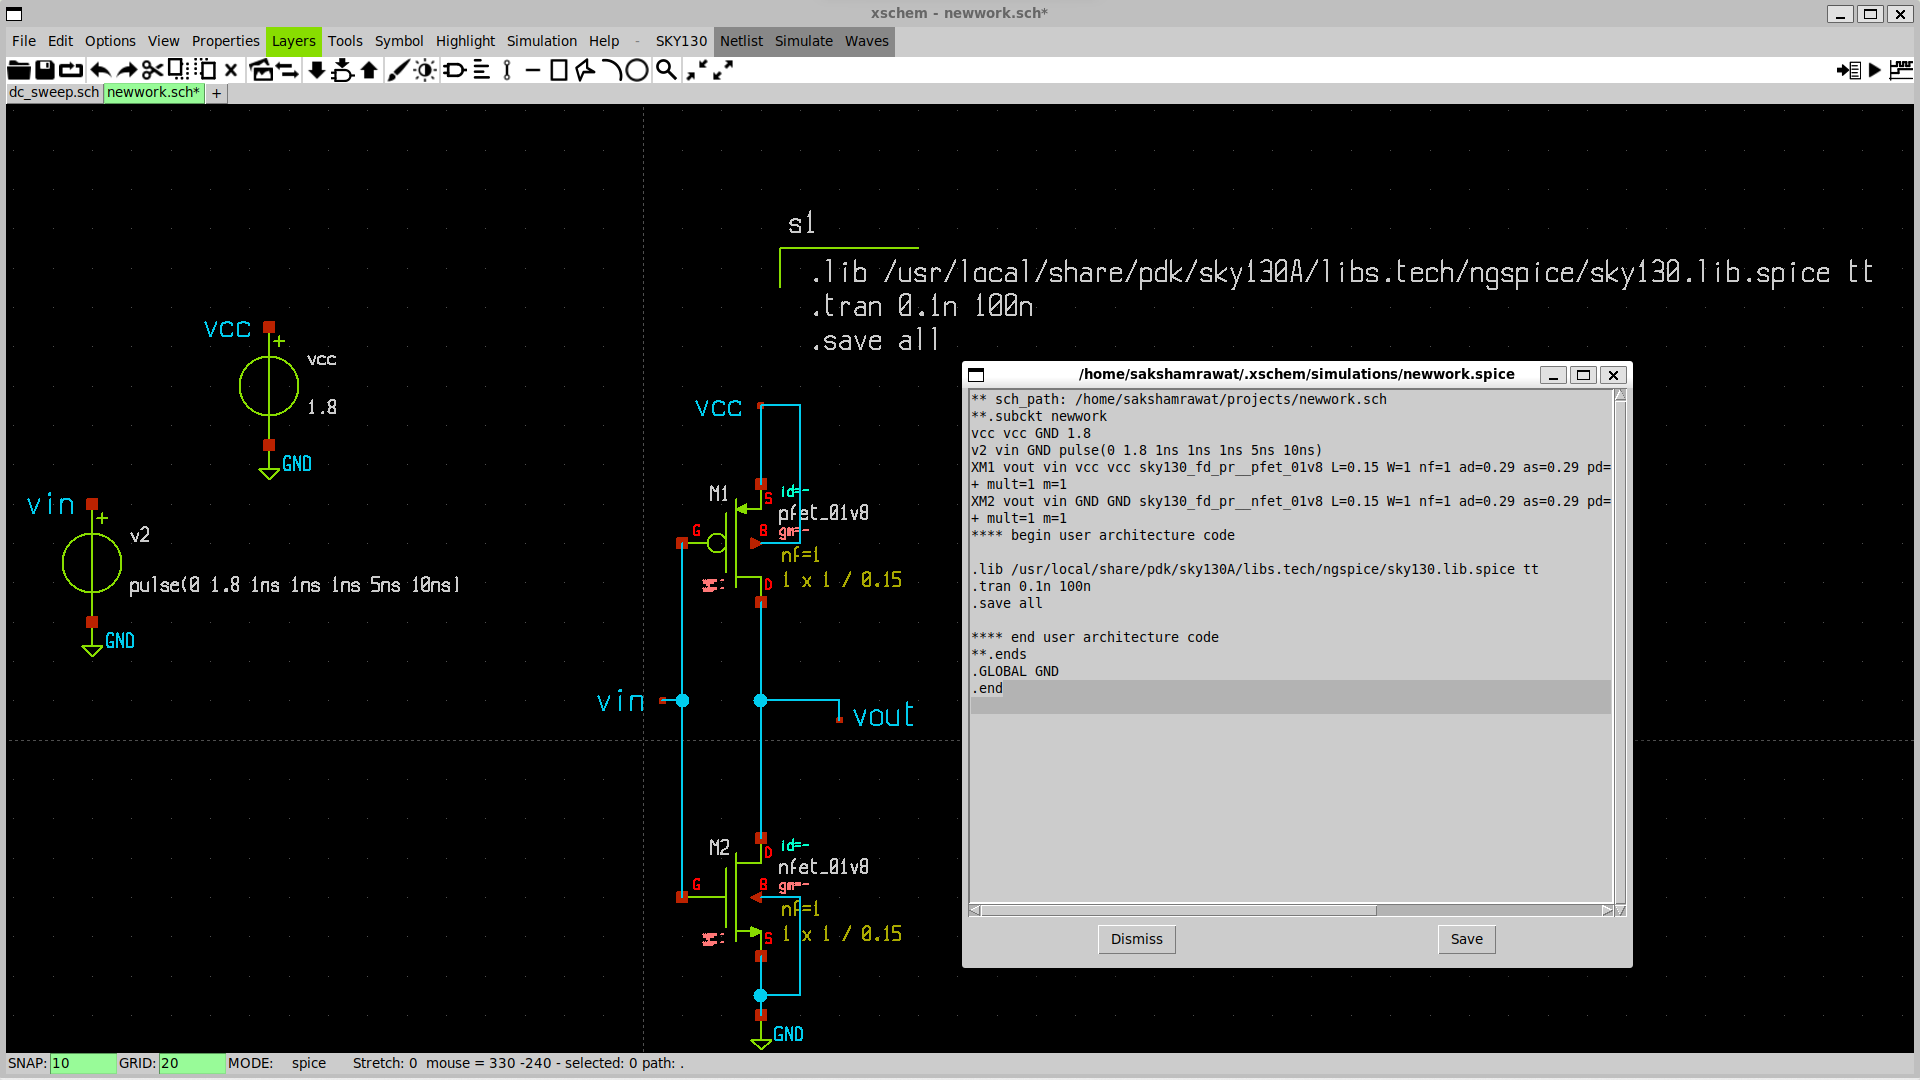 xschem - newwork.sch*
File Edit Options View Properties Layers Tools Symbol Highlight Simulation Help - SKY130 Netlist Simulate Waves
dc_sweep.sch newwork.sch* +
s1
.lib /usr/local/share/pdk/sky130A/libs.tech/ngspice/sky130.lib.spice tt
.tran 0.1n 100n
.save all
VCC
+
vcc
1.8
GND
vin
+
v2
pulse(0 1.8 1ns 1ns 1ns 5ns 10ns)
GND
VCC
M1
S
id=-
pfet_01v8
G
B
gm=-
nf=1
D
1 x 1 / 0.15
vin
vout
M2
D
id=-
nfet_01v8
G
B
gm=-
nf=1
S
1 x 1 / 0.15
GND
/home/sakshamrawat/.xschem/simulations/newwork.spice
** sch_path: /home/sakshamrawat/projects/newwork.sch
**.subckt newwork
vcc vcc GND 1.8
v2 vin GND pulse(0 1.8 1ns 1ns 1ns 5ns 10ns)
XM1 vout vin vcc vcc sky130_fd_pr__pfet_01v8 L=0.15 W=1 nf=1 ad=0.29 as=0.29 pd=
+ mult=1 m=1
XM2 vout vin GND GND sky130_fd_pr__nfet_01v8 L=0.15 W=1 nf=1 ad=0.29 as=0.29 pd=
+ mult=1 m=1
**** begin user architecture code
.lib /usr/local/share/pdk/sky130A/libs.tech/ngspice/sky130.lib.spice tt
.tran 0.1n 100n
.save all
**** end user architecture code
**.ends
.GLOBAL GND
.end
Dismiss Save
SNAP: 10 GRID: 20 MODE: spice Stretch: 0 mouse = 330 -240 - selected: 0 path: .